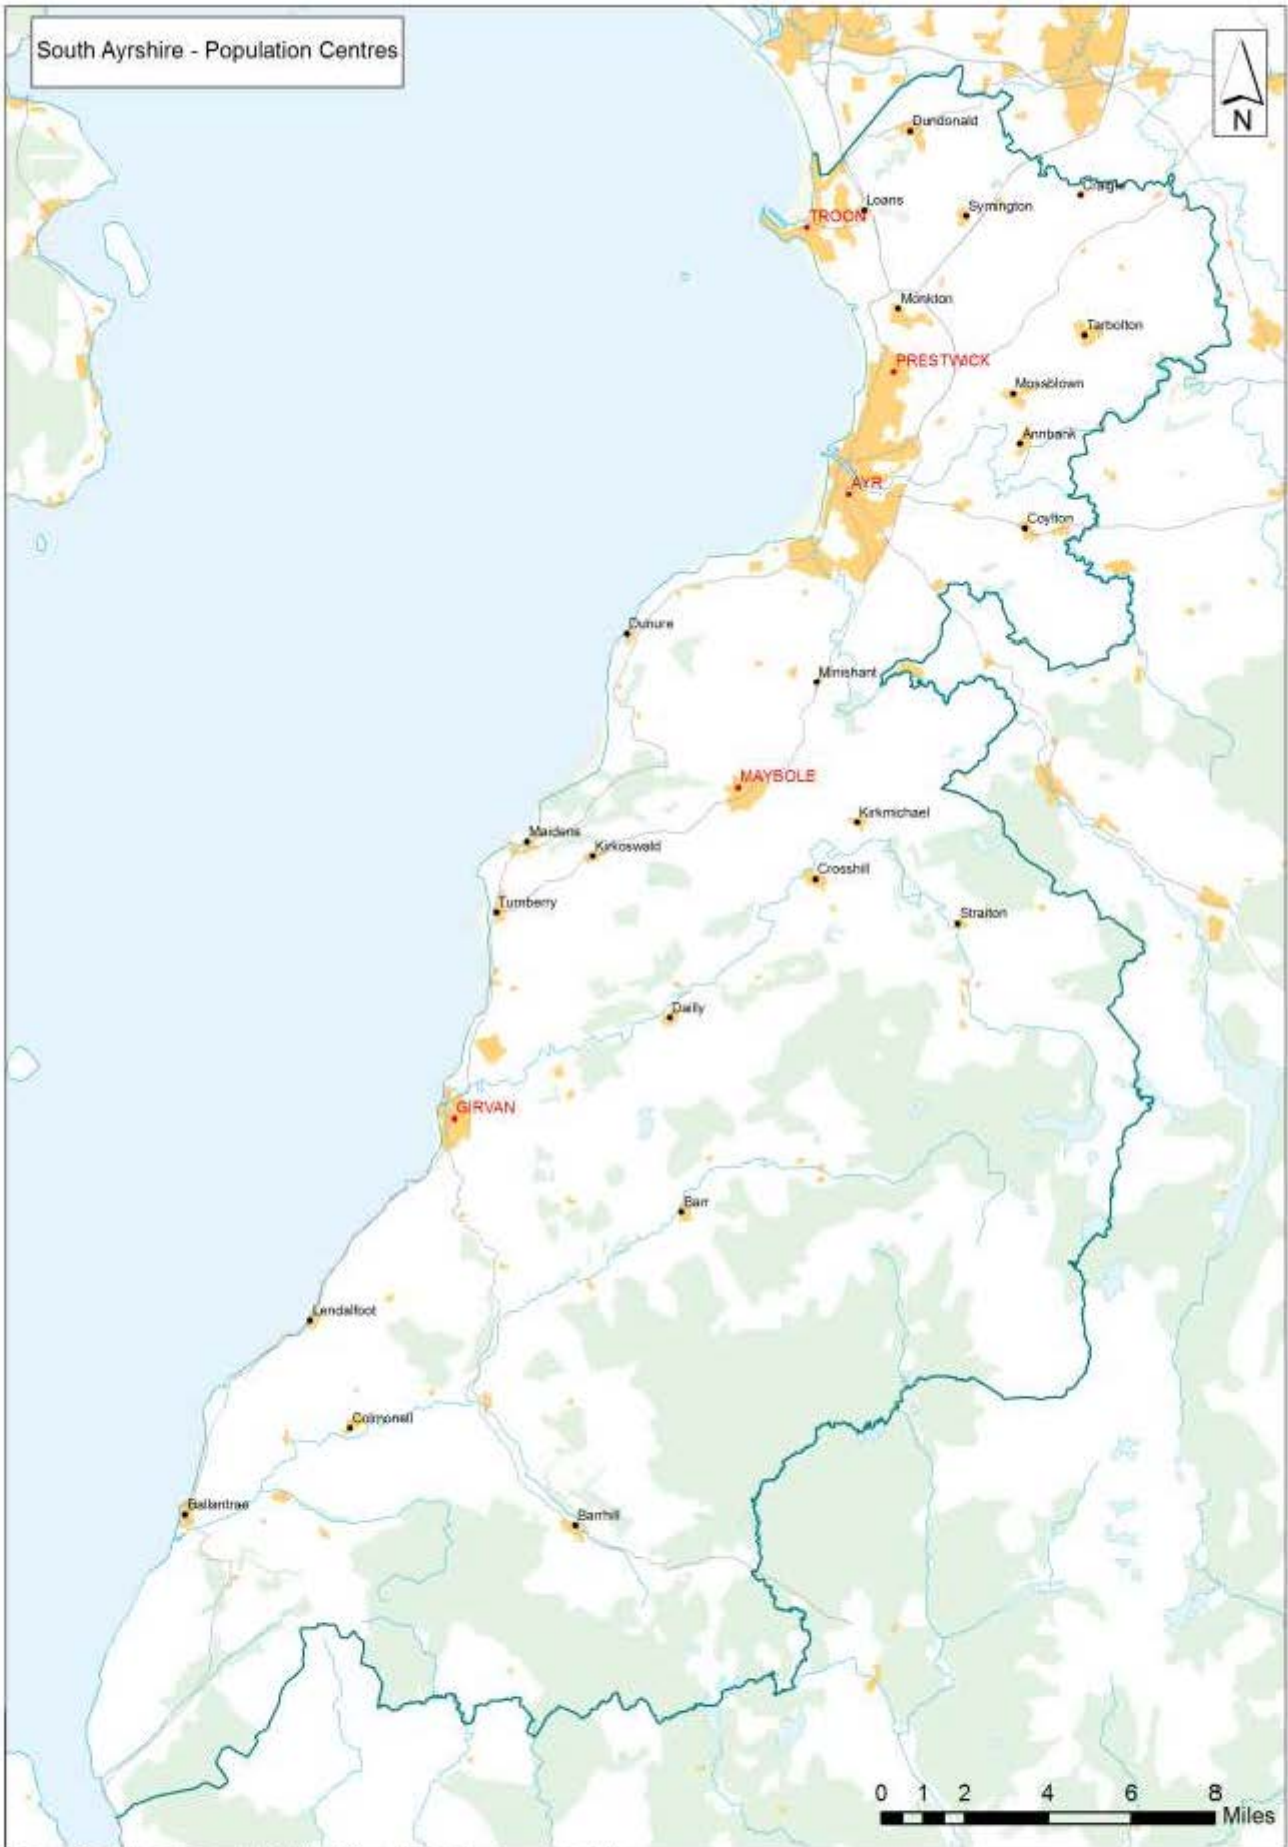 South Ayrshire - Population Centres
N
Dundonald
Craigie
Loans
Symington
TROON
Monkton
Tarbolton
PRESTWICK
Mossblown
Annbank
AYR
Coylton
Dunure
Minishant
MAYBOLE
Kirkmichael
Maidens
Kirkoswald
Crosshill
Turnberry
Straiton
Dailly
GIRVAN
Barr
Lendalfoot
Colmonell
Ballantrae
Barrhill
0 1 2 4 6 8
Miles